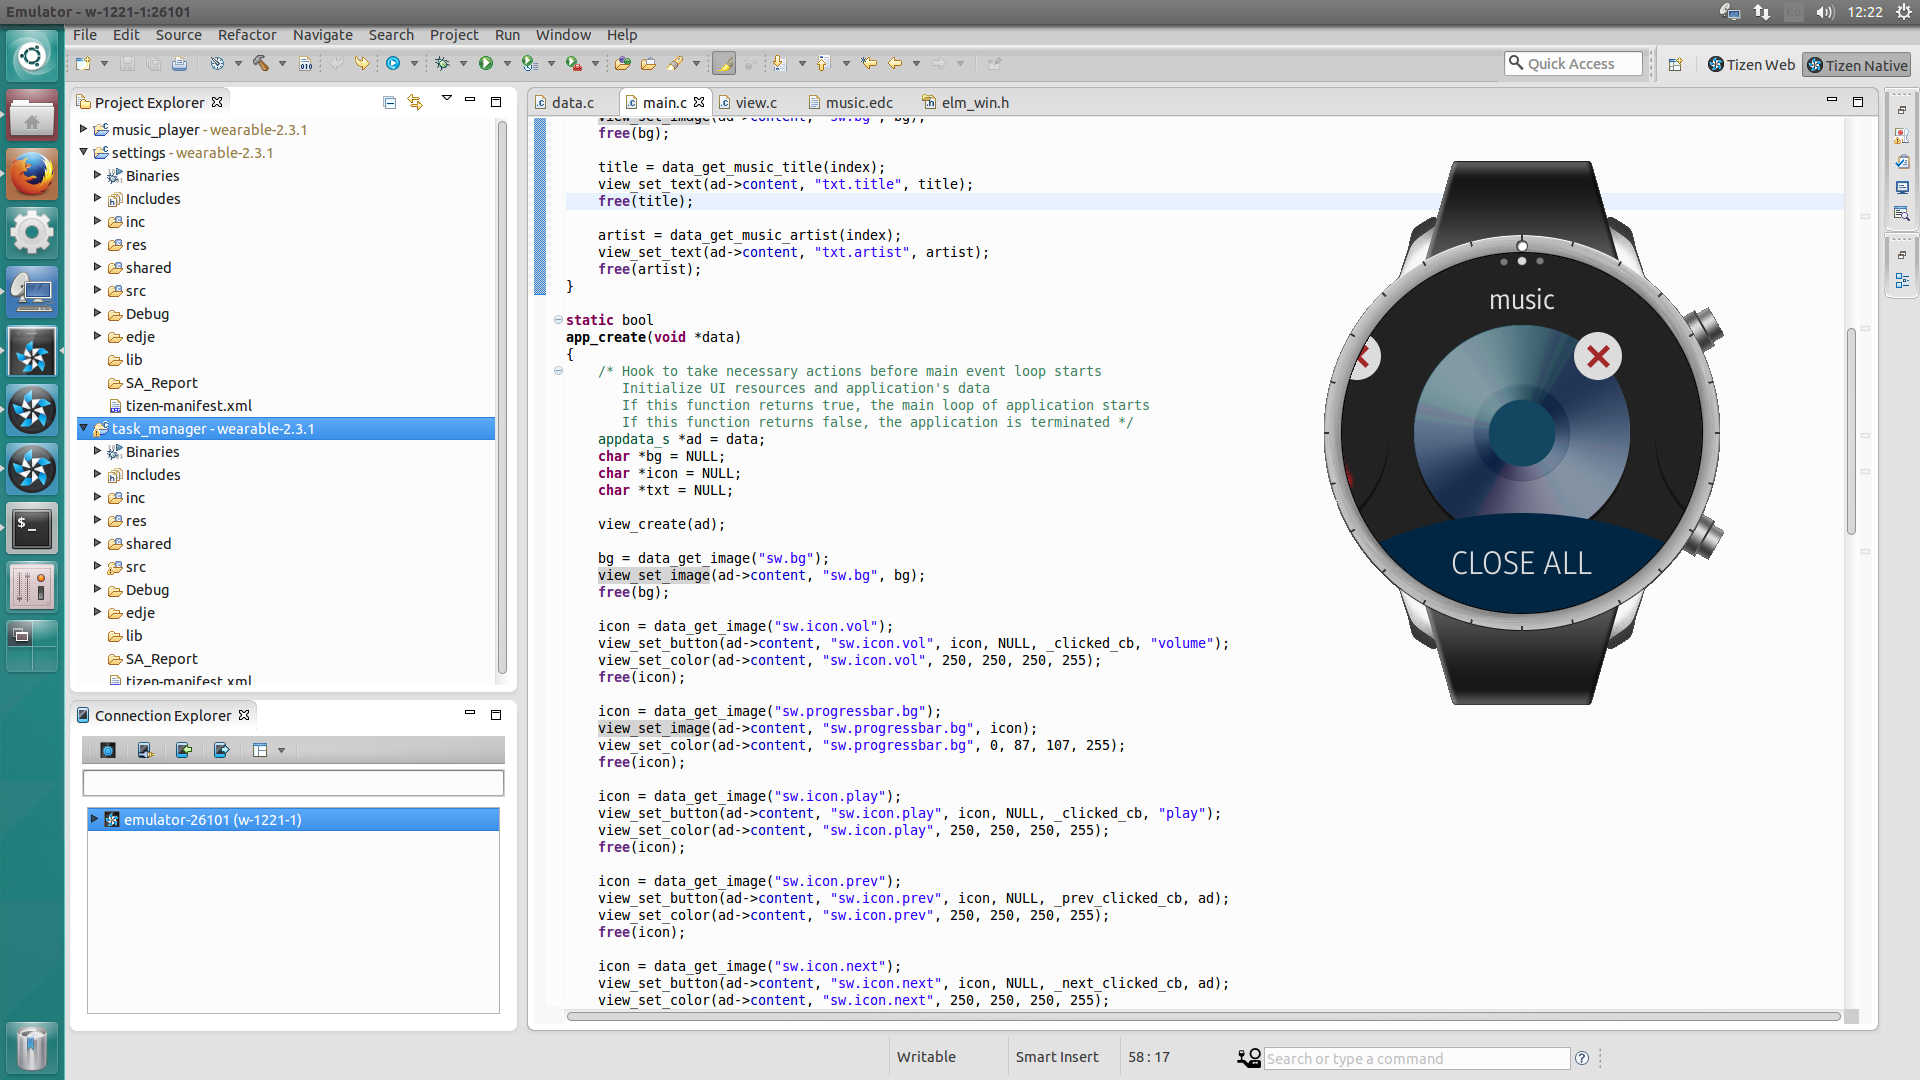 Emulator - w-1221-1:26101
12:22
File Edit Source Refactor Navigate Search Project Run Window Help
Quick Access
Tizen Web
Tizen Native
Project Explorer
music_player - wearable-2.3.1
settings - wearable-2.3.1
Binaries
Includes
inc
res
shared
src
Debug
edje
lib
SA_Report
tizen-manifest.xml
task_manager - wearable-2.3.1
Binaries
Includes
inc
res
shared
src
Debug
edje
lib
SA_Report
tizen-manifest.xml
Connection Explorer
emulator-26101 (w-1221-1)
data.c main.c view.c music.edc elm_win.h
view_set_image(ad->content, "sw.bg", bg);
free(bg);
title = data_get_music_title(index);
view_set_text(ad->content, "txt.title", title);
free(title);
artist = data_get_music_artist(index);
view_set_text(ad->content, "txt.artist", artist);
free(artist);
}
static bool
app_create(void *data)
{
/* Hook to take necessary actions before main event loop starts
Initialize UI resources and application's data
If this function returns true, the main loop of application starts
If this function returns false, the application is terminated */
appdata_s *ad = data;
char *bg = NULL;
char *icon = NULL;
char *txt = NULL;
view_create(ad);
bg = data_get_image("sw.bg");
view_set_image(ad->content, "sw.bg", bg);
free(bg);
icon = data_get_image("sw.icon.vol");
view_set_button(ad->content, "sw.icon.vol", icon, NULL, _clicked_cb, "volume");
view_set_color(ad->content, "sw.icon.vol", 250, 250, 250, 255);
free(icon);
icon = data_get_image("sw.progressbar.bg");
view_set_image(ad->content, "sw.progressbar.bg", icon);
view_set_color(ad->content, "sw.progressbar.bg", 0, 87, 107, 255);
free(icon);
icon = data_get_image("sw.icon.play");
view_set_button(ad->content, "sw.icon.play", icon, NULL, _clicked_cb, "play");
view_set_color(ad->content, "sw.icon.play", 250, 250, 250, 255);
free(icon);
icon = data_get_image("sw.icon.prev");
view_set_button(ad->content, "sw.icon.prev", icon, NULL, _prev_clicked_cb, ad);
view_set_color(ad->content, "sw.icon.prev", 250, 250, 250, 255);
free(icon);
icon = data_get_image("sw.icon.next");
view_set_button(ad->content, "sw.icon.next", icon, NULL, _next_clicked_cb, ad);
view_set_color(ad->content, "sw.icon.next", 250, 250, 250, 255);
music
CLOSE ALL
Writable
Smart Insert
58 : 17
Search or type a command